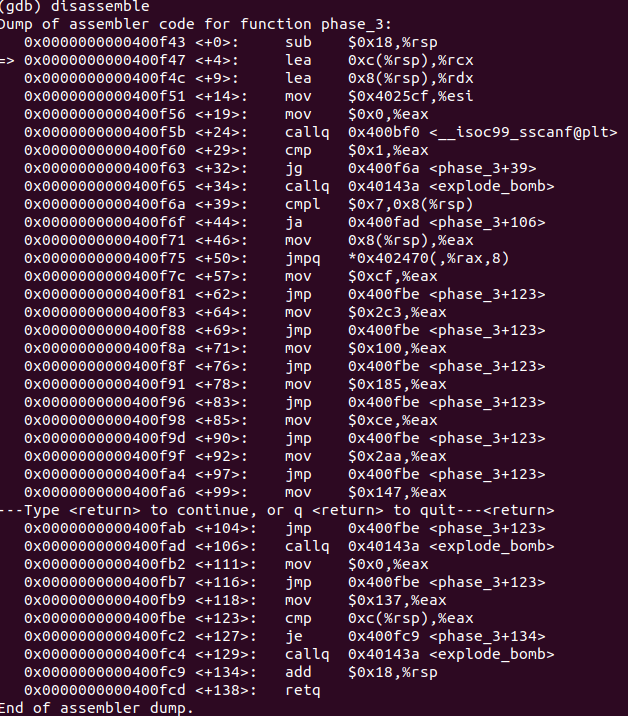 (gdb) disassemble
Dump of assembler code for function phase_3:
   0x0000000000400f43 <+0>:     sub    $0x18,%rsp
=> 0x0000000000400f47 <+4>:     lea    0xc(%rsp),%rcx
   0x0000000000400f4c <+9>:     lea    0x8(%rsp),%rdx
   0x0000000000400f51 <+14>:    mov    $0x4025cf,%esi
   0x0000000000400f56 <+19>:    mov    $0x0,%eax
   0x0000000000400f5b <+24>:    callq  0x400bf0 <__isoc99_sscanf@plt>
   0x0000000000400f60 <+29>:    cmp    $0x1,%eax
   0x0000000000400f63 <+32>:    jg     0x400f6a <phase_3+39>
   0x0000000000400f65 <+34>:    callq  0x40143a <explode_bomb>
   0x0000000000400f6a <+39>:    cmpl   $0x7,0x8(%rsp)
   0x0000000000400f6f <+44>:    ja     0x400fad <phase_3+106>
   0x0000000000400f71 <+46>:    mov    0x8(%rsp),%eax
   0x0000000000400f75 <+50>:    jmpq   *0x402470(,%rax,8)
   0x0000000000400f7c <+57>:    mov    $0xcf,%eax
   0x0000000000400f81 <+62>:    jmp    0x400fbe <phase_3+123>
   0x0000000000400f83 <+64>:    mov    $0x2c3,%eax
   0x0000000000400f88 <+69>:    jmp    0x400fbe <phase_3+123>
   0x0000000000400f8a <+71>:    mov    $0x100,%eax
   0x0000000000400f8f <+76>:    jmp    0x400fbe <phase_3+123>
   0x0000000000400f91 <+78>:    mov    $0x185,%eax
   0x0000000000400f96 <+83>:    jmp    0x400fbe <phase_3+123>
   0x0000000000400f98 <+85>:    mov    $0xce,%eax
   0x0000000000400f9d <+90>:    jmp    0x400fbe <phase_3+123>
   0x0000000000400f9f <+92>:    mov    $0x2aa,%eax
   0x0000000000400fa4 <+97>:    jmp    0x400fbe <phase_3+123>
   0x0000000000400fa6 <+99>:    mov    $0x147,%eax
---Type <return> to continue, or q <return> to quit---<return>
   0x0000000000400fab <+104>:   jmp    0x400fbe <phase_3+123>
   0x0000000000400fad <+106>:   callq  0x40143a <explode_bomb>
   0x0000000000400fb2 <+111>:   mov    $0x0,%eax
   0x0000000000400fb7 <+116>:   jmp    0x400fbe <phase_3+123>
   0x0000000000400fb9 <+118>:   mov    $0x137,%eax
   0x0000000000400fbe <+123>:   cmp    0xc(%rsp),%eax
   0x0000000000400fc2 <+127>:   je     0x400fc9 <phase_3+134>
   0x0000000000400fc4 <+129>:   callq  0x40143a <explode_bomb>
   0x0000000000400fc9 <+134>:   add    $0x18,%rsp
   0x0000000000400fcd <+138>:   retq
End of assembler dump.